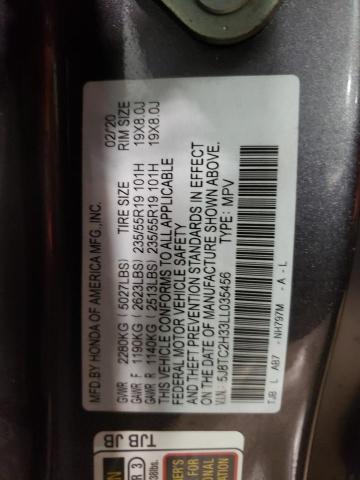 MFD BY HONDA OF AMERICA MFG., INC. 02/20
GVWR 2280KG (5027LBS) TIRE SIZE RIM SIZE
GAWR F 1190KG (2623LBS) 235/55R19 101H 19X8.0J
GAWR R 1140KG (2513LBS) 235/55R19 101H 19X8.0J
THIS VEHICLE CONFORMS TO ALL APPLICABLE
FEDERAL MOTOR VEHICLE SAFETY
AND THEFT PREVENTION STANDARDS IN EFFECT
ON THE DATE OF MANUFACTURE SHOWN ABOVE.
V.I.N.: 5J8TC2H33LL035456 TYPE: MPV
TJB L AB7 - NH797M - A - L
TJB JB